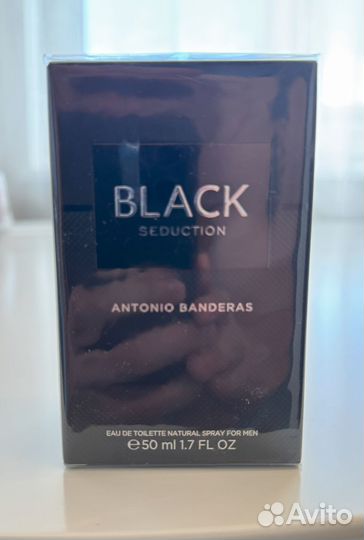 BLACK
SEDUCTION
ANTONIO BANDERAS
EAU DE TOILETTE NATURAL SPRAY FOR MEN
℮50 ml 1.7 FL OZ
Avito